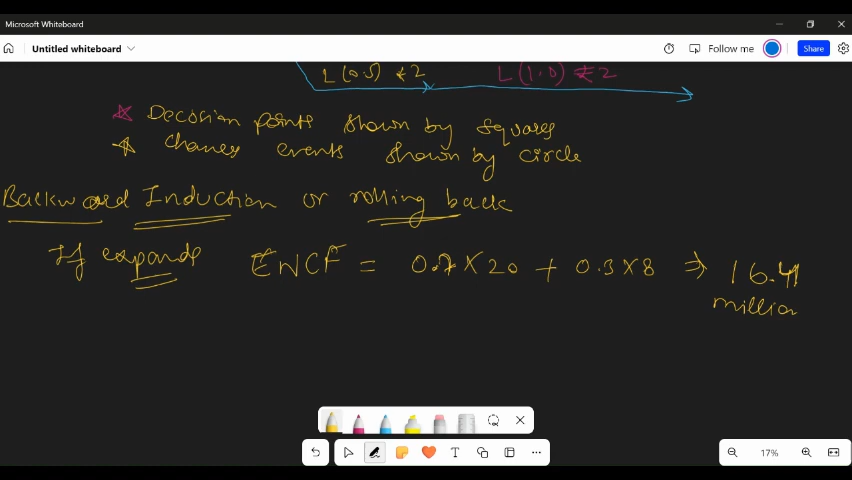 Microsoft Whiteboard
Untitled whiteboard
Follow me
Share
L (0.5) ₹2 L (1.0) ₹2
Decision points shown by squares
Chances events shown by circle
Backward Induction or rolling back
If expands ENCF = 0.7 × 20 + 0.3 × 8 ⇒ 16.4
million
17%